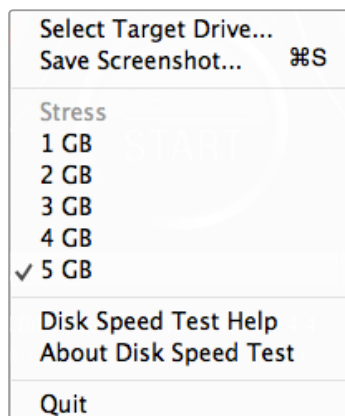 Select Target Drive...
Save Screenshot... ⌘S
Stress
1 GB
START
2 GB
3 GB
4 GB
✓ 5 GB
Disk Speed Test Help
About Disk Speed Test
Quit